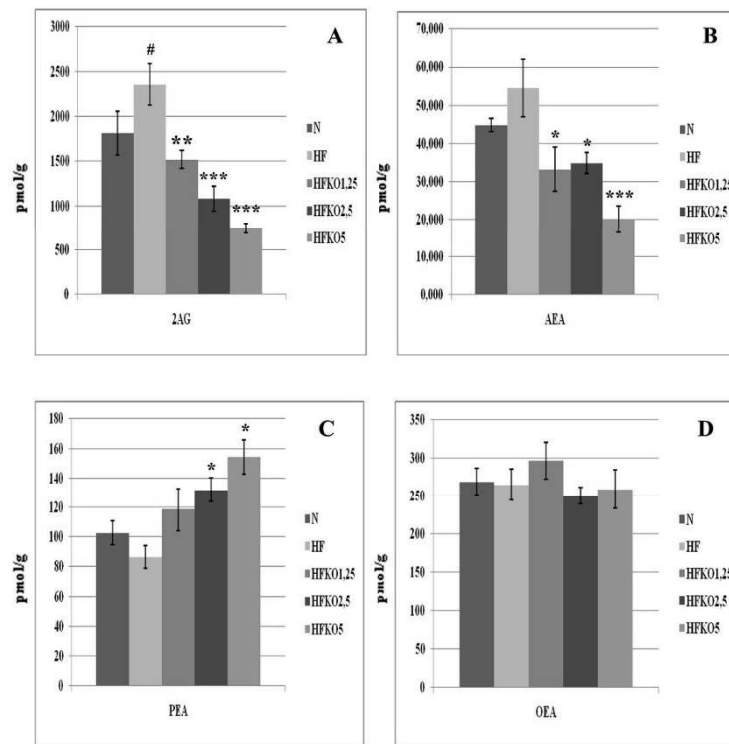 A
3000
2500
2000
1500
1000
500
0
pmol/g
#
**
***
***
2AG
N
HF
HFKO1,25
HFKO2,5
HFKO5
B
70,000
60,000
50,000
40,000
30,000
20,000
10,000
0,000
pmol/g
*
*
***
AEA
N
HF
HFKO1,25
HFKO2,5
HFKO5
C
180
160
140
120
100
80
60
40
20
0
pmol/g
*
*
PEA
N
HF
HFKO1,25
HFKO2,5
HFKO5
D
350
300
250
200
150
100
50
0
pmol/g
OEA
N
HF
HFKO1,25
HFKO2,5
HFKO5